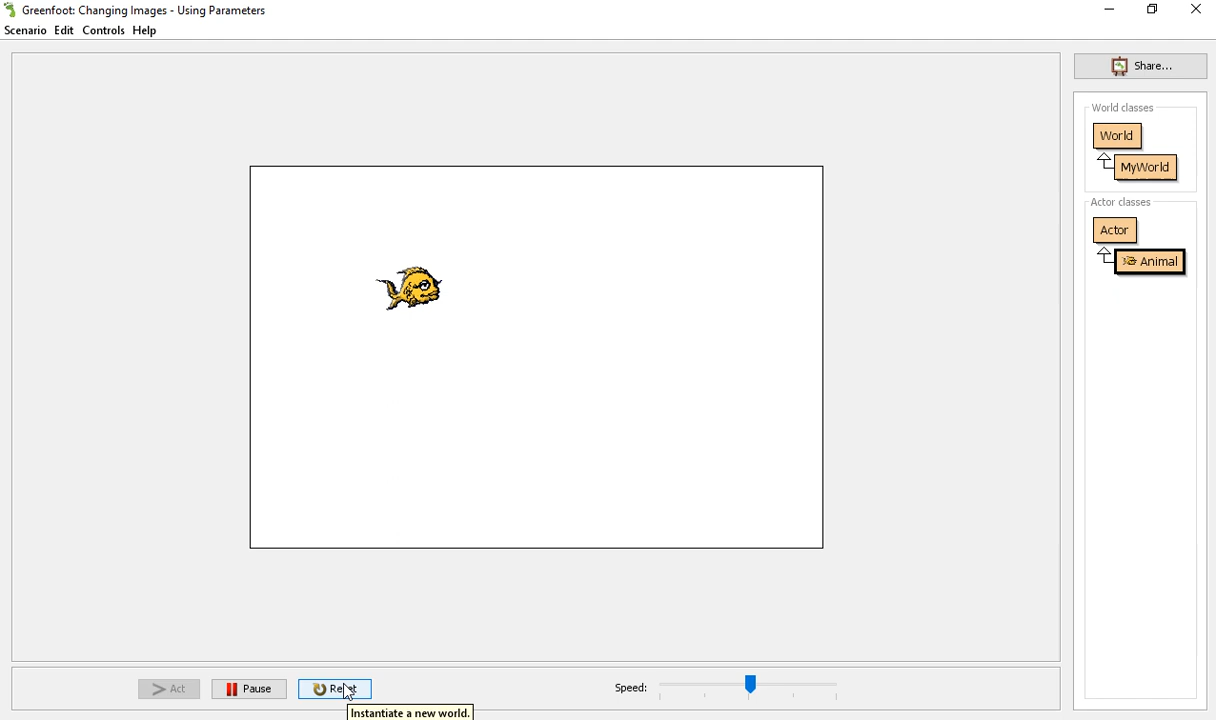 Greenfoot: Changing Images - Using Parameters
Scenario Edit Controls Help
Share...
World classes
World
MyWorld
Actor classes
Actor
Animal
Act Pause Reset Speed:
Instantiate a new world.